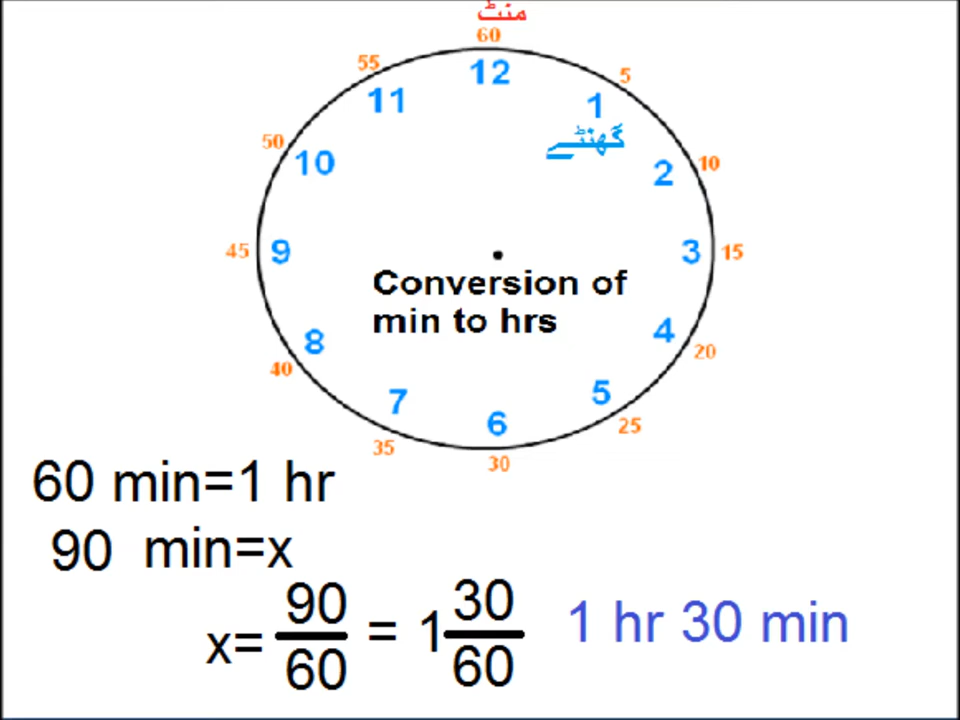 منٹ
60
55 12 5
11 1
گھنٹے
50 10 2 10
45 9 3 15
Conversion of
min to hrs
8 4 20
40 7 5
35 6 25
30
60 min=1 hr
90 min=x
x= 90/60 = 1 30/60 1 hr 30 min